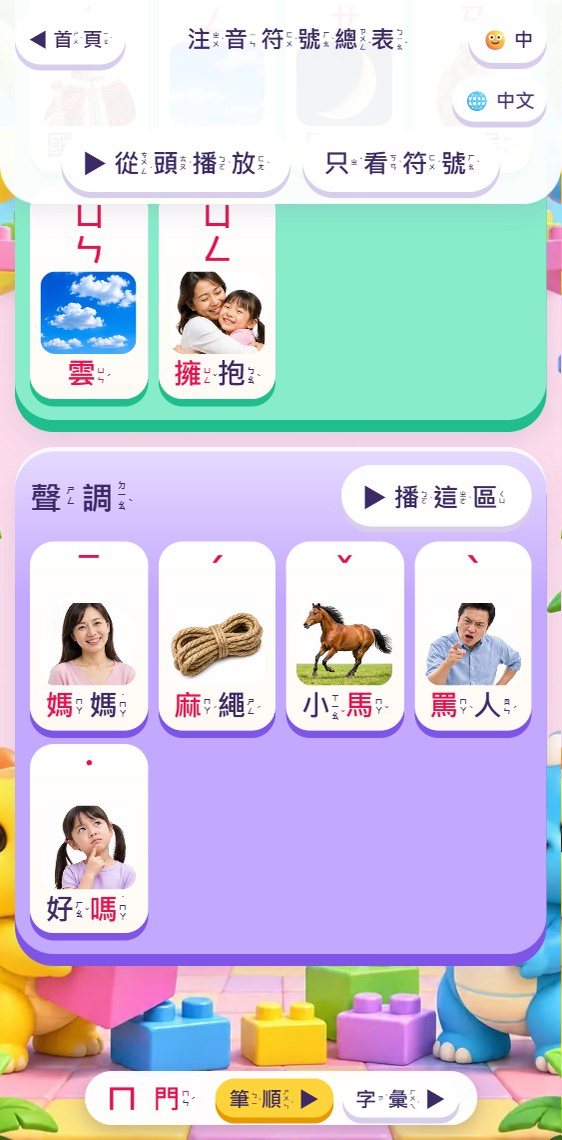 ◀ 首頁 注音符號總表 中
中文
▶ 從頭播放 只看符號
ㄩㄣ ㄩㄥ
雲 擁抱
聲調 ▶ 播這區
ˉ ˊ ˇ ˋ
媽媽 麻繩 小馬 罵人
˙
好嗎
ㄇ 門 筆順 ▶ 字彙 ▶